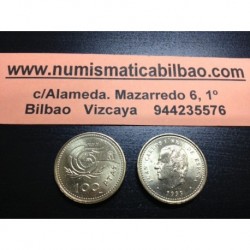 www.numismaticabilbao.com
c/Alameda. Mazarredo 6, 1º
Bilbao Vizcaya 944235576
100